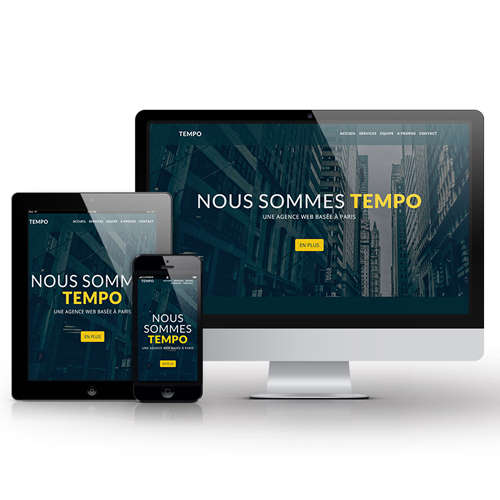 TEMPO
ACCUEIL SERVICES EQUIPE A PROPOS CONTACT
NOUS SOMMES TEMPO
UNE AGENCE WEB BASÉE À PARIS
EN PLUS
TEMPO
ACCUEIL SERVICES EQUIPE A PROPOS CONTACT
NOUS SOMMES
TEMPO
UNE AGENCE WEB BASÉE À PARIS
EN PLUS
TEMPO
NOUS
SOMMES
TEMPO
UNE AGENCE WEB BASÉE À PARIS